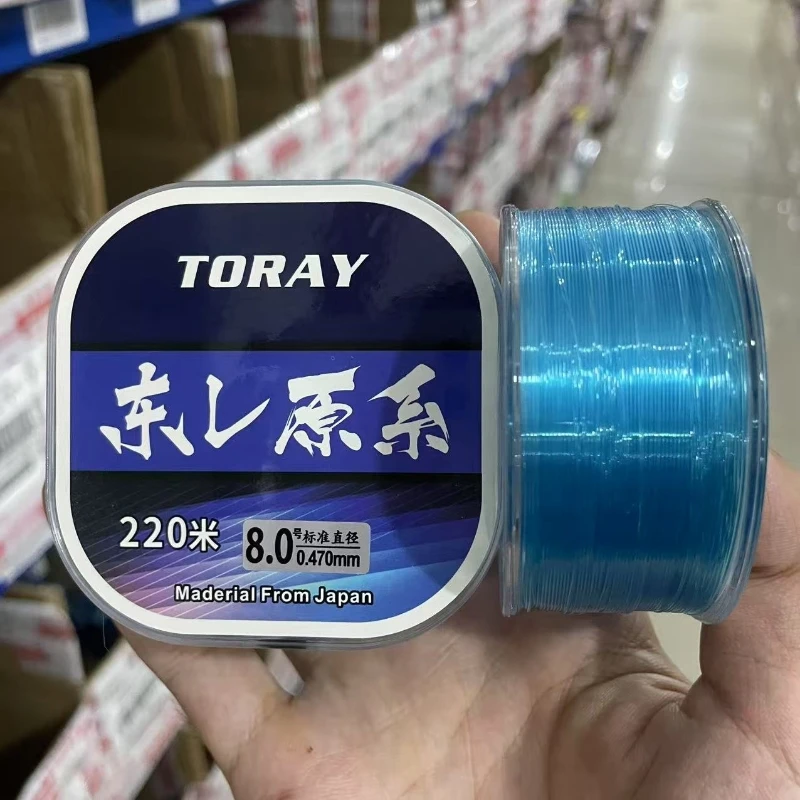 TORAY
东レ原系
220米
8.0号标准直径
0.470mm
Maderial From Japan